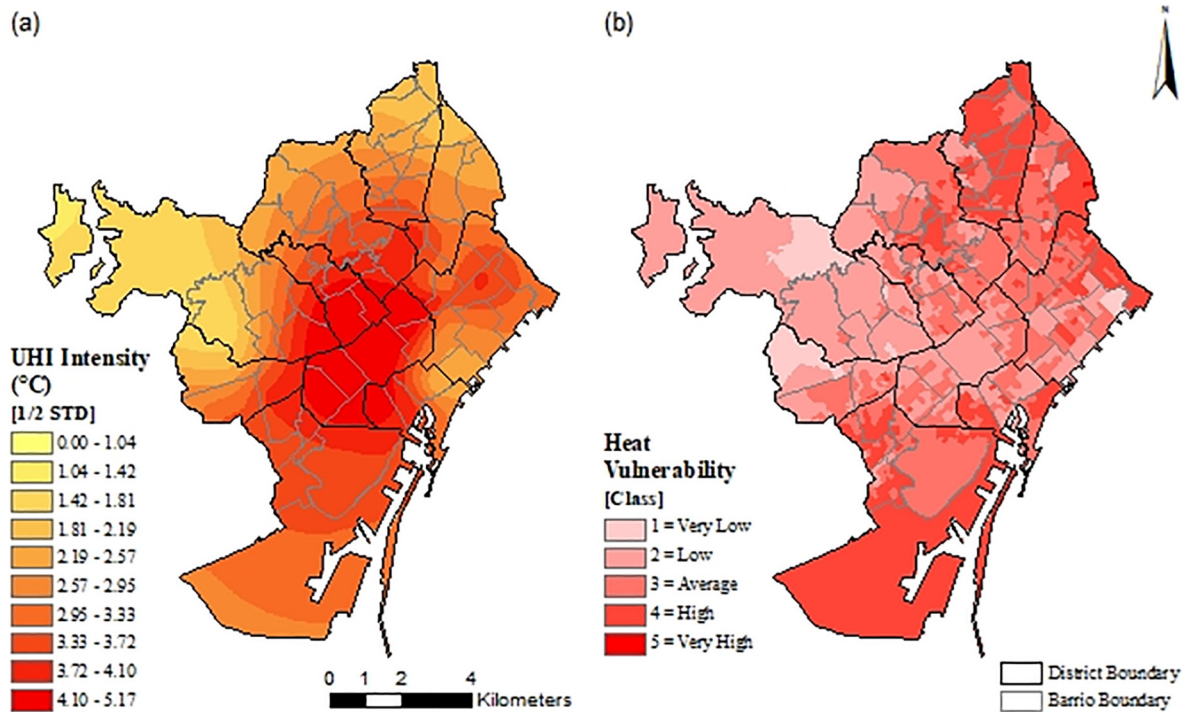 (a)
(b)
N
UHI Intensity
(°C)
[1/2 STD]
0.00 - 1.04
1.04 - 1.42
1.42 - 1.81
1.81 - 2.19
2.19 - 2.57
2.57 - 2.95
2.95 - 3.33
3.33 - 3.72
3.72 - 4.10
4.10 - 5.17
0 1 2 4
Kilometers
Heat
Vulnerability
[Class]
1 = Very Low
2 = Low
3 = Average
4 = High
5 = Very High
District Boundary
Barrio Boundary